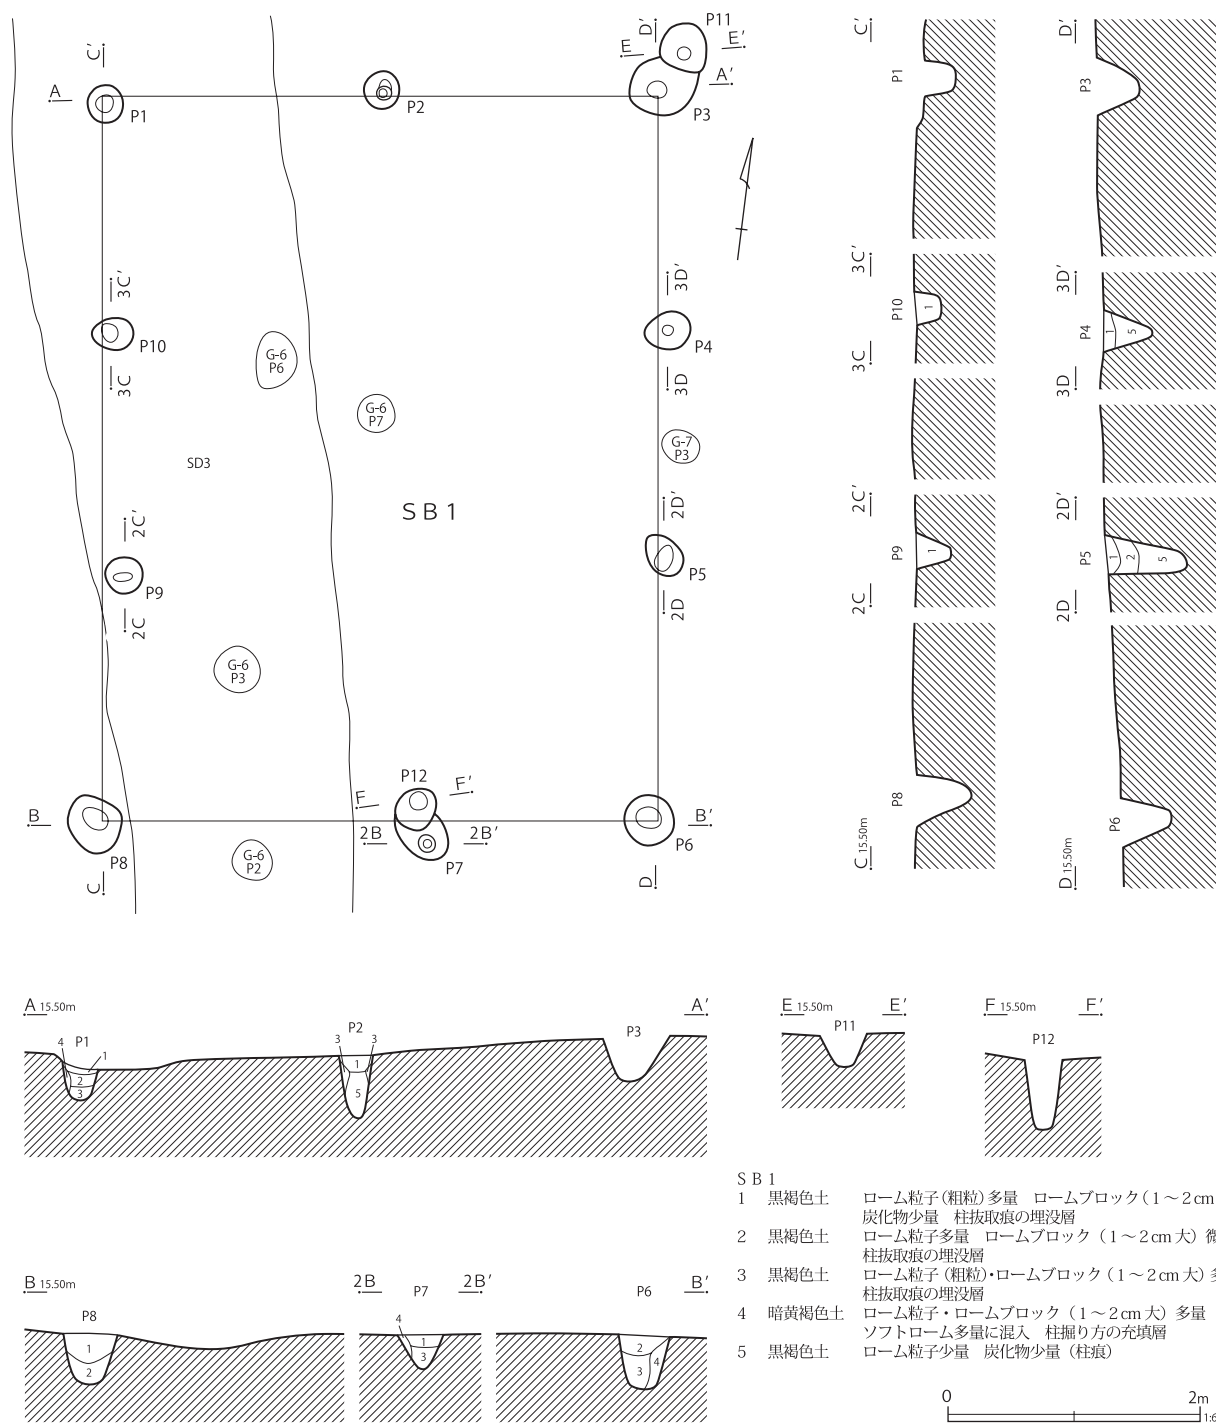 C′
D′
P11
E
E′
A
A′
P1
P2
P3
3C′
3D′
P10
P4
G-6
P6
3C
3D
G-6
P7
G-7
P3
SD3
SB1
2C′
2D′
P9
P5
2C
2D
G-6
P3
P12
F
F′
B
B′
2B
2B′
P8
P7
P6
G-6
P2
C
D
C′
P1
3C′
P10
1
3C
2C′
P9
1
2C
P8
C 15.50m
D′
P3
3D′
P4
1
5
3D
2D′
P5
1
2
5
2D
P6
D 15.50m
A 15.50m
A′
P1
4
1
2
3
P2
3
3
1
5
P3
E 15.50m
E′
P11
F 15.50m
F′
P12
B 15.50m
P8
1
2
2B
P7
2B′
4
1
3
P6
B′
2
3
4
SB1
1 黒褐色土 ローム粒子(粗粒)多量 ロームブロック(1～2cm
炭化物少量 柱抜取痕の埋没層
2 黒褐色土 ローム粒子多量 ロームブロック(1～2cm大)
柱抜取痕の埋没層
3 黒褐色土 ローム粒子(粗粒)・ロームブロック(1～2cm大)
柱抜取痕の埋没層
4 暗黄褐色土 ローム粒子・ロームブロック(1～2cm大)多量
ソフトローム多量に混入 柱掘り方の充填層
5 黒褐色土 ローム粒子少量 炭化物少量(柱痕)
0
2m